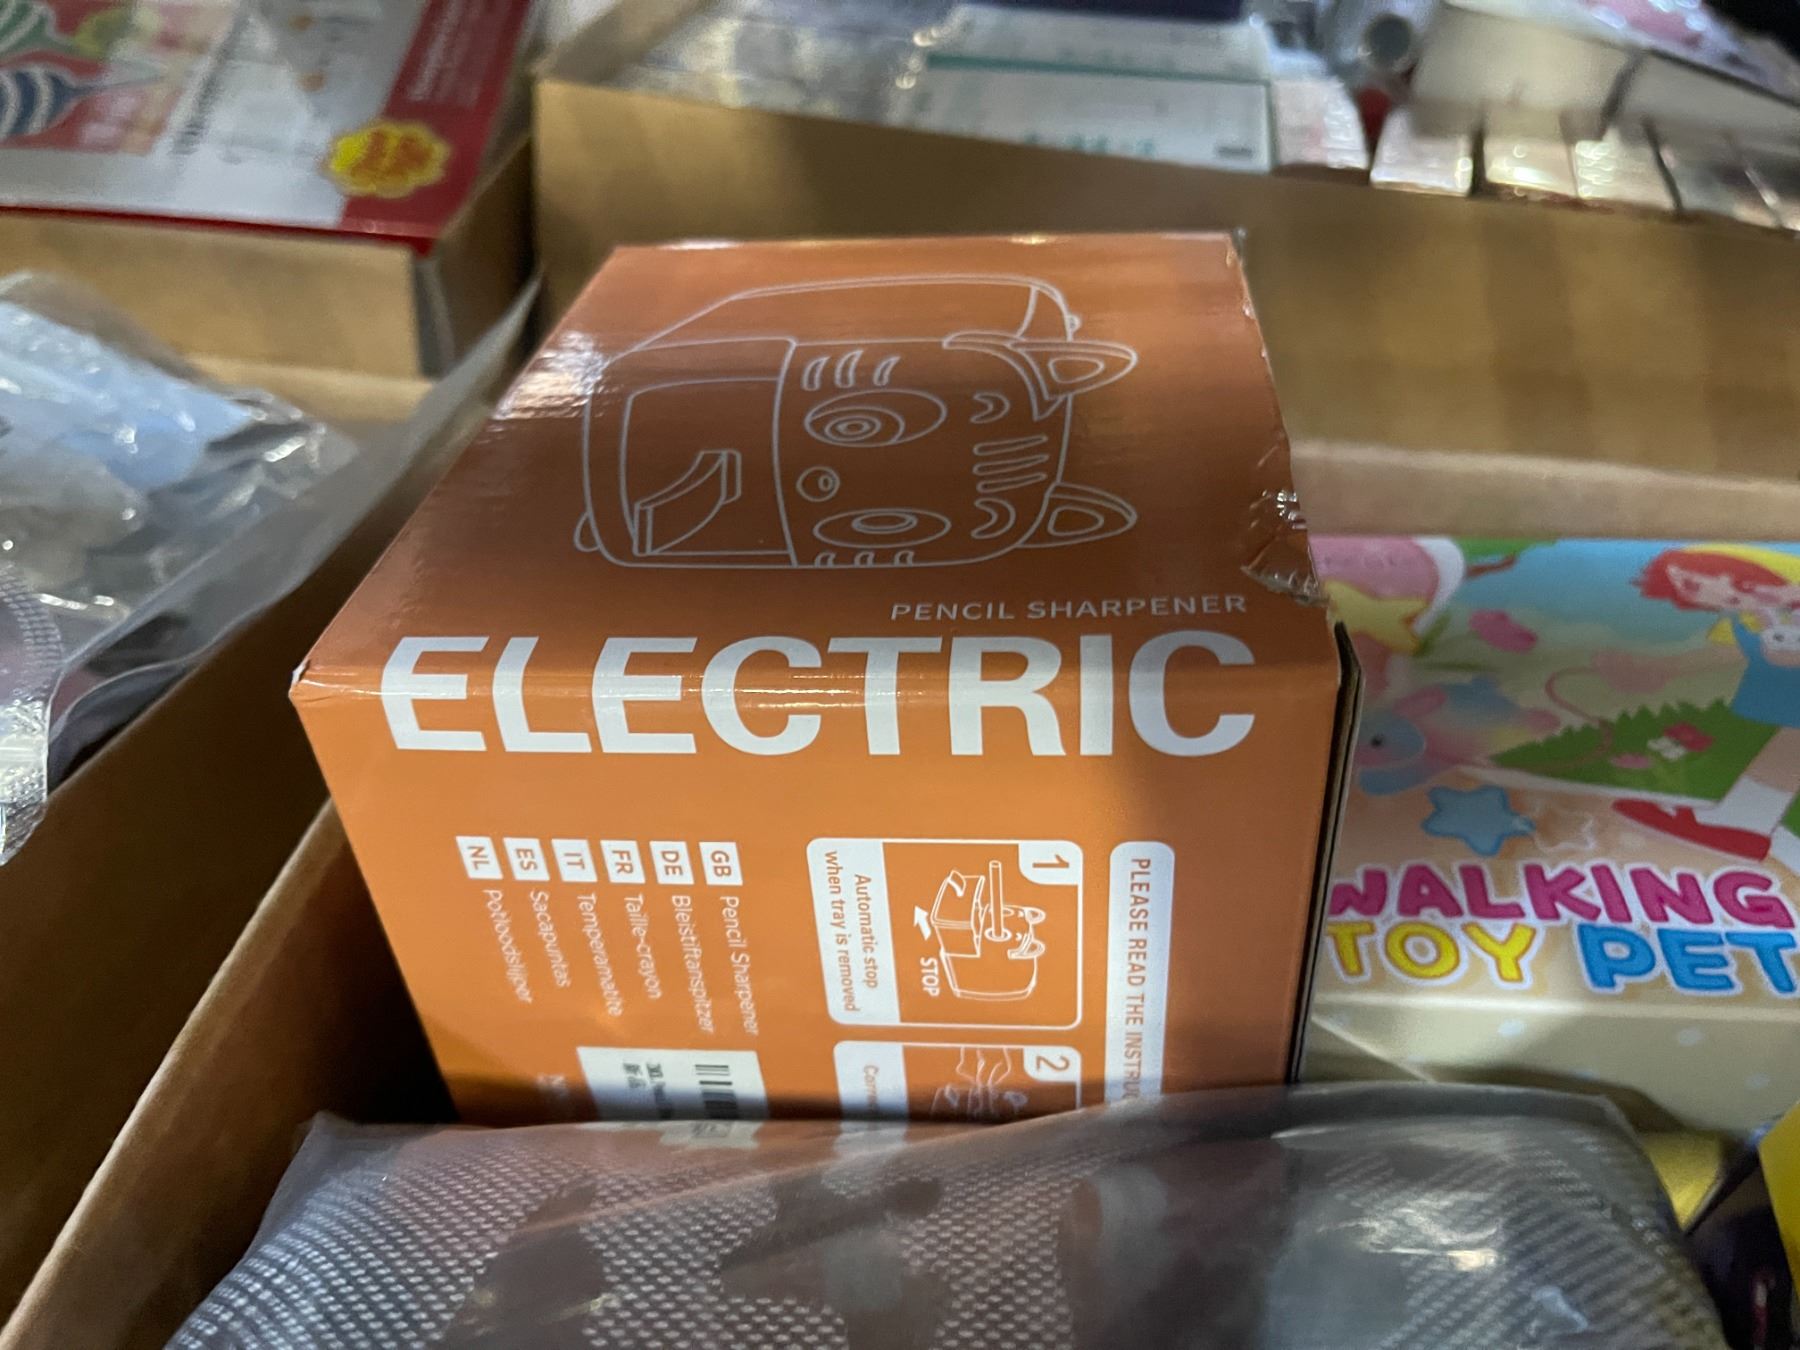 PENCIL SHARPENER
ELECTRIC
PLEASE READ THE
1
STOP
Automatic stop
when tray is removed
2
GB Pencil Sharpener
DE Bleistiftanspitzer
FR Taille-crayon
IT Temperamatite
ES Sacapuntas
NL Potloodslijper
WALKING
TOY PET